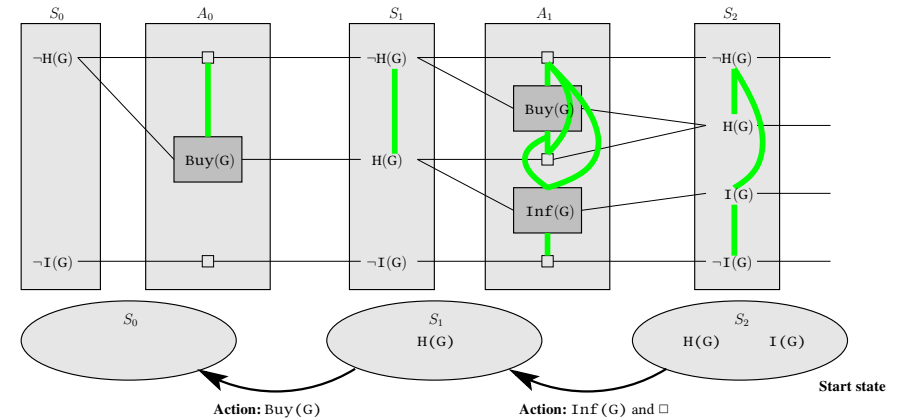 S₀ A₀ S₁ A₁ S₂
¬H(G) ¬H(G) ¬H(G)
Buy(G)
H(G)
Buy(G) H(G)
I(G)
Inf(G)
¬I(G) ¬I(G) ¬I(G)
S₀ S₁ S₂
H(G) H(G) I(G)
Start state
Action: Buy(G) Action: Inf(G) and □